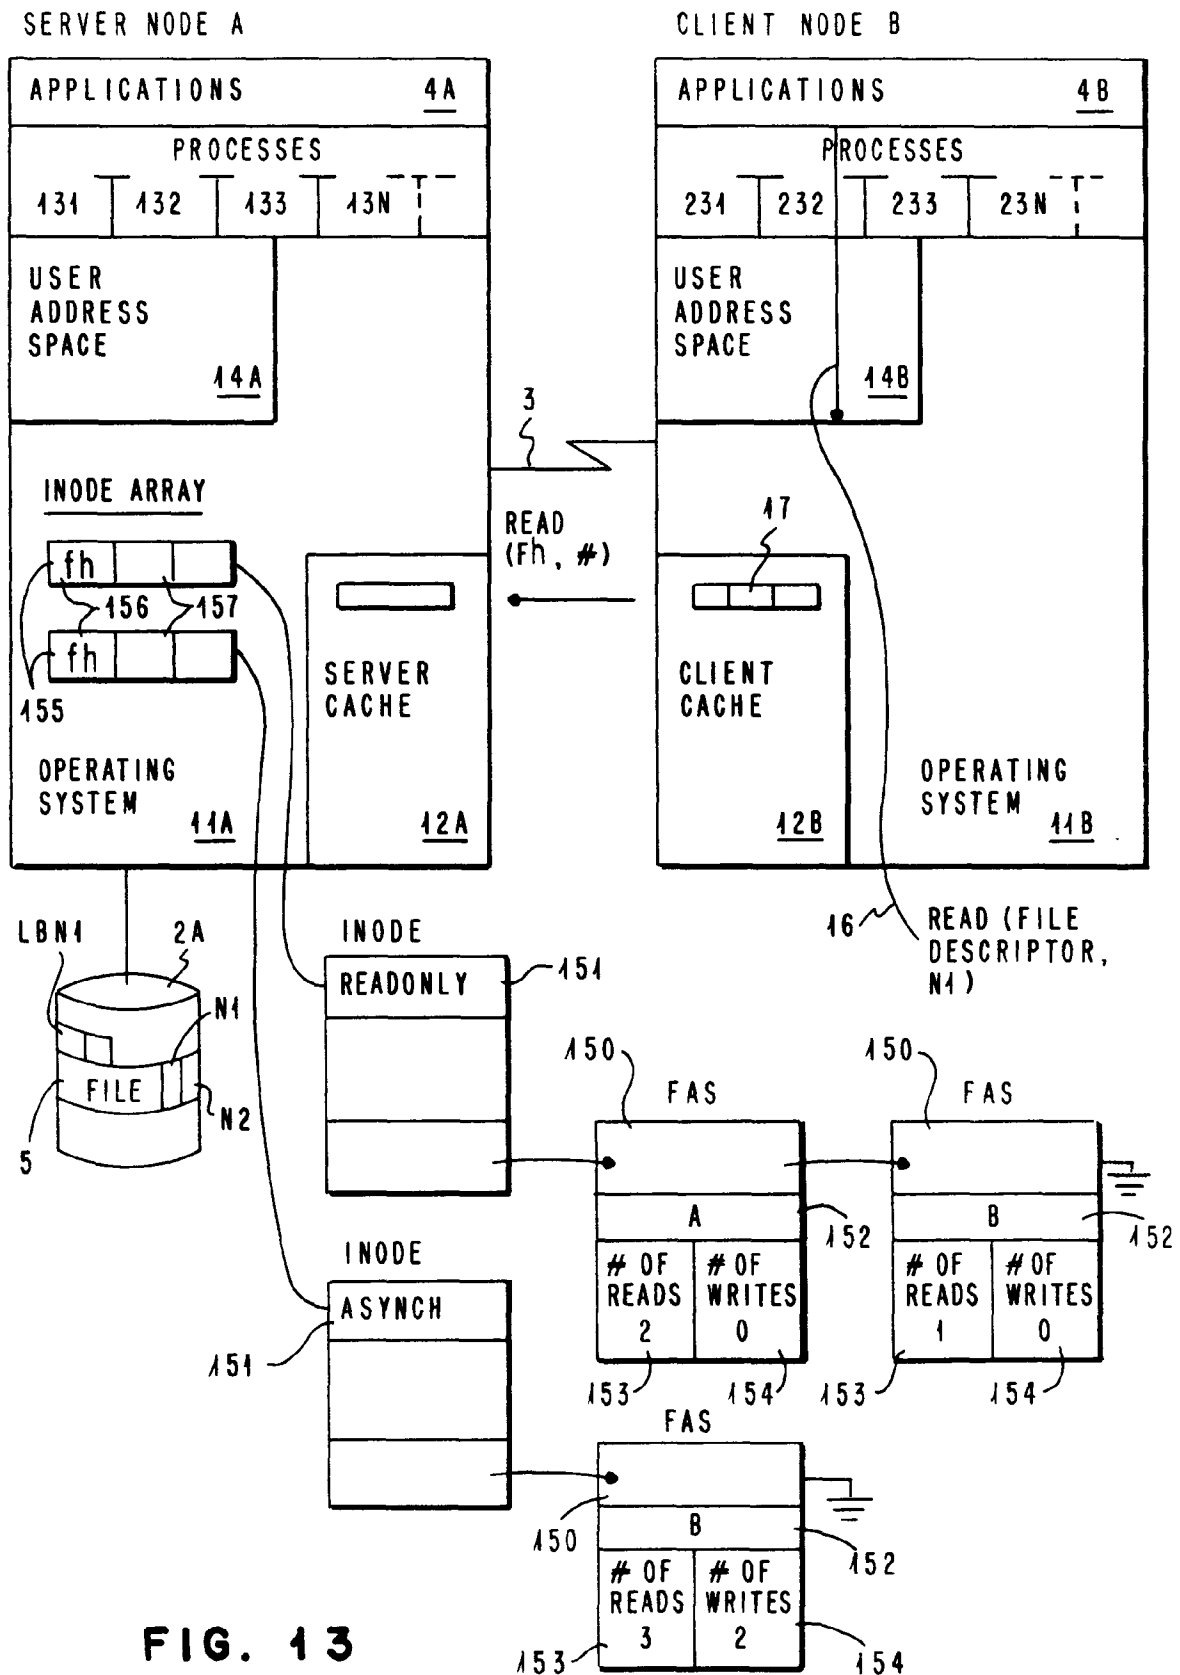 SERVER NODE A
CLIENT NODE B
APPLICATIONS 4A
APPLICATIONS 4B
PROCESSES
PROCESSES
131 132 133 13N
231 232 233 23N
USER
ADDRESS
SPACE
14A
USER
ADDRESS
SPACE
14B
3
INODE ARRAY
READ
(Fh, #)
17
fh
156 157
fh
155
SERVER
CACHE
CLIENT
CACHE
OPERATING
SYSTEM
11A
12A
12B
OPERATING
SYSTEM
11B
16
READ (FILE
DESCRIPTOR,
N1)
LBN1 2A
N1
FILE
N2
5
INODE
READONLY
151
150
FAS
150
FAS
A
152
B
152
# OF
READS
2
# OF
WRITES
0
# OF
READS
1
# OF
WRITES
0
153 154 153 154
INODE
ASYNCH
151
FAS
150
B
152
# OF
READS
3
# OF
WRITES
2
153
154
FIG. 13